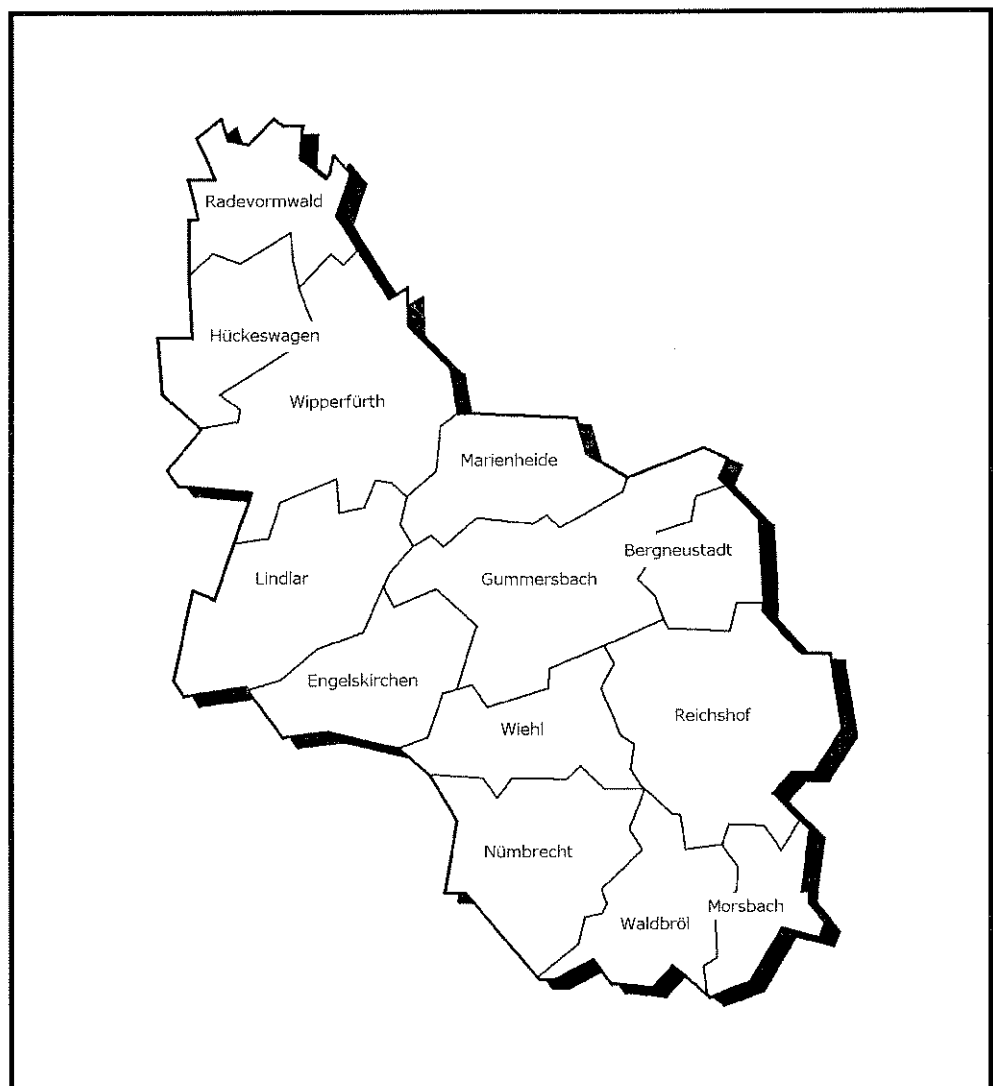 Radevormwald
Hückeswagen
Wipperfürth
Marienheide
Bergneustadt
Lindlar
Gummersbach
Engelskirchen
Reichshof
Wiehl
Nümbrecht
Morsbach
Waldbröl